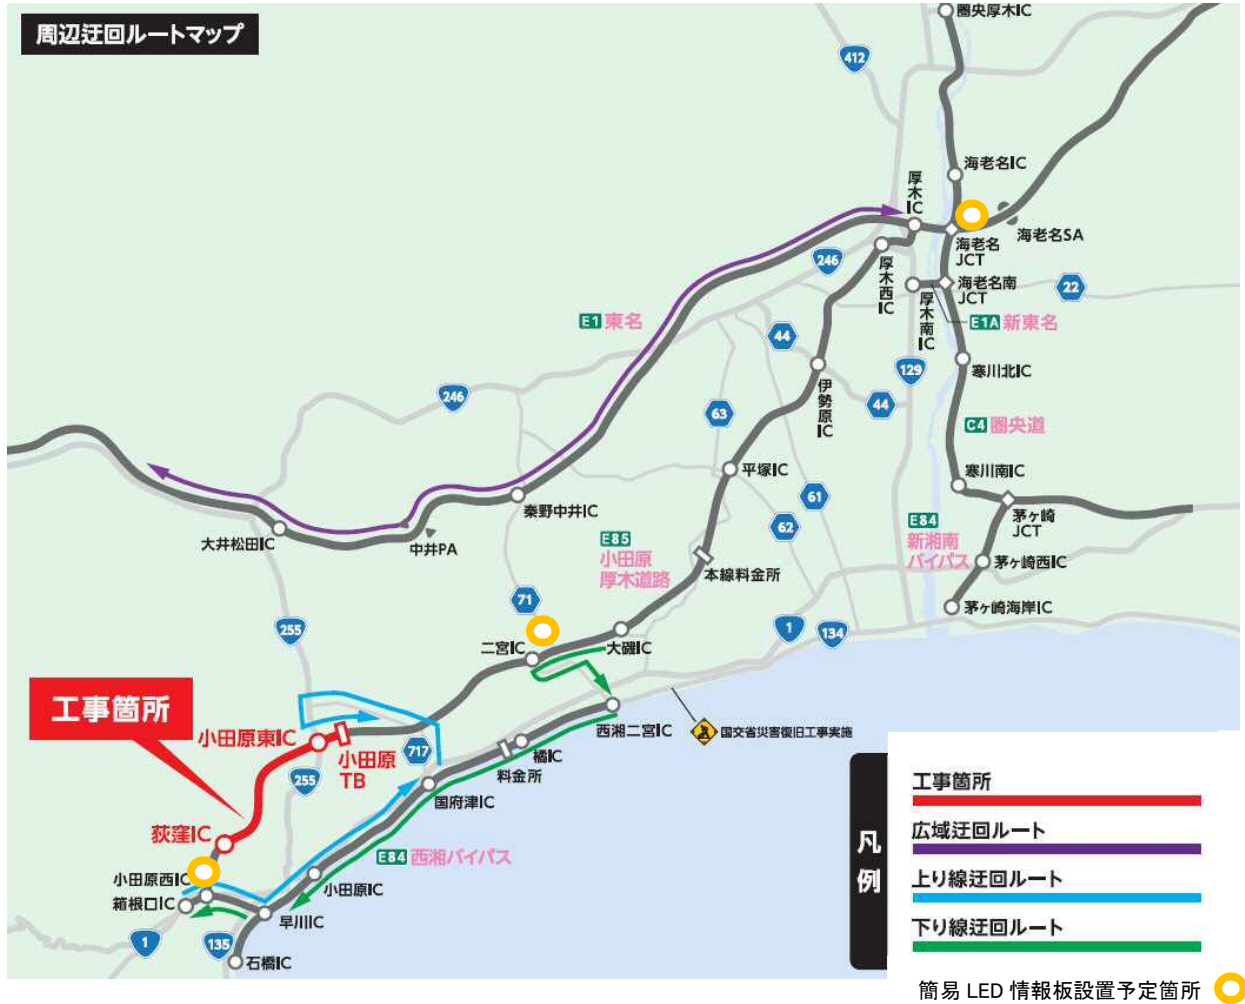 周辺迂回ルートマップ
圏央厚木IC
412
海老名IC
厚木
IC
海老名
JCT
海老名SA
246
厚木西IC
厚木南IC
海老名南
JCT
22
E1 東名
E1A 新東名
44
129
寒川北IC
伊勢原IC
246
63
44
C4 圏央道
平塚IC
寒川南IC
61
秦野中井IC
62
茅ヶ崎
JCT
大井松田IC
中井PA
E85
小田原
厚木道路
E84
新湘南
バイパス
本線料金所
茅ヶ崎西IC
71
茅ヶ崎海岸IC
255
1
134
二宮IC
大磯IC
工事箇所
西湘二宮IC
国交省災害復旧工事実施
小田原東IC
小田原
TB
717
橘IC
料金所
255
国府津IC
荻窪IC
E84 西湘バイパス
小田原西IC
小田原IC
箱根口IC
早川IC
1
135
石橋IC
凡例
工事箇所
広域迂回ルート
上り線迂回ルート
下り線迂回ルート
簡易 LED 情報板設置予定箇所